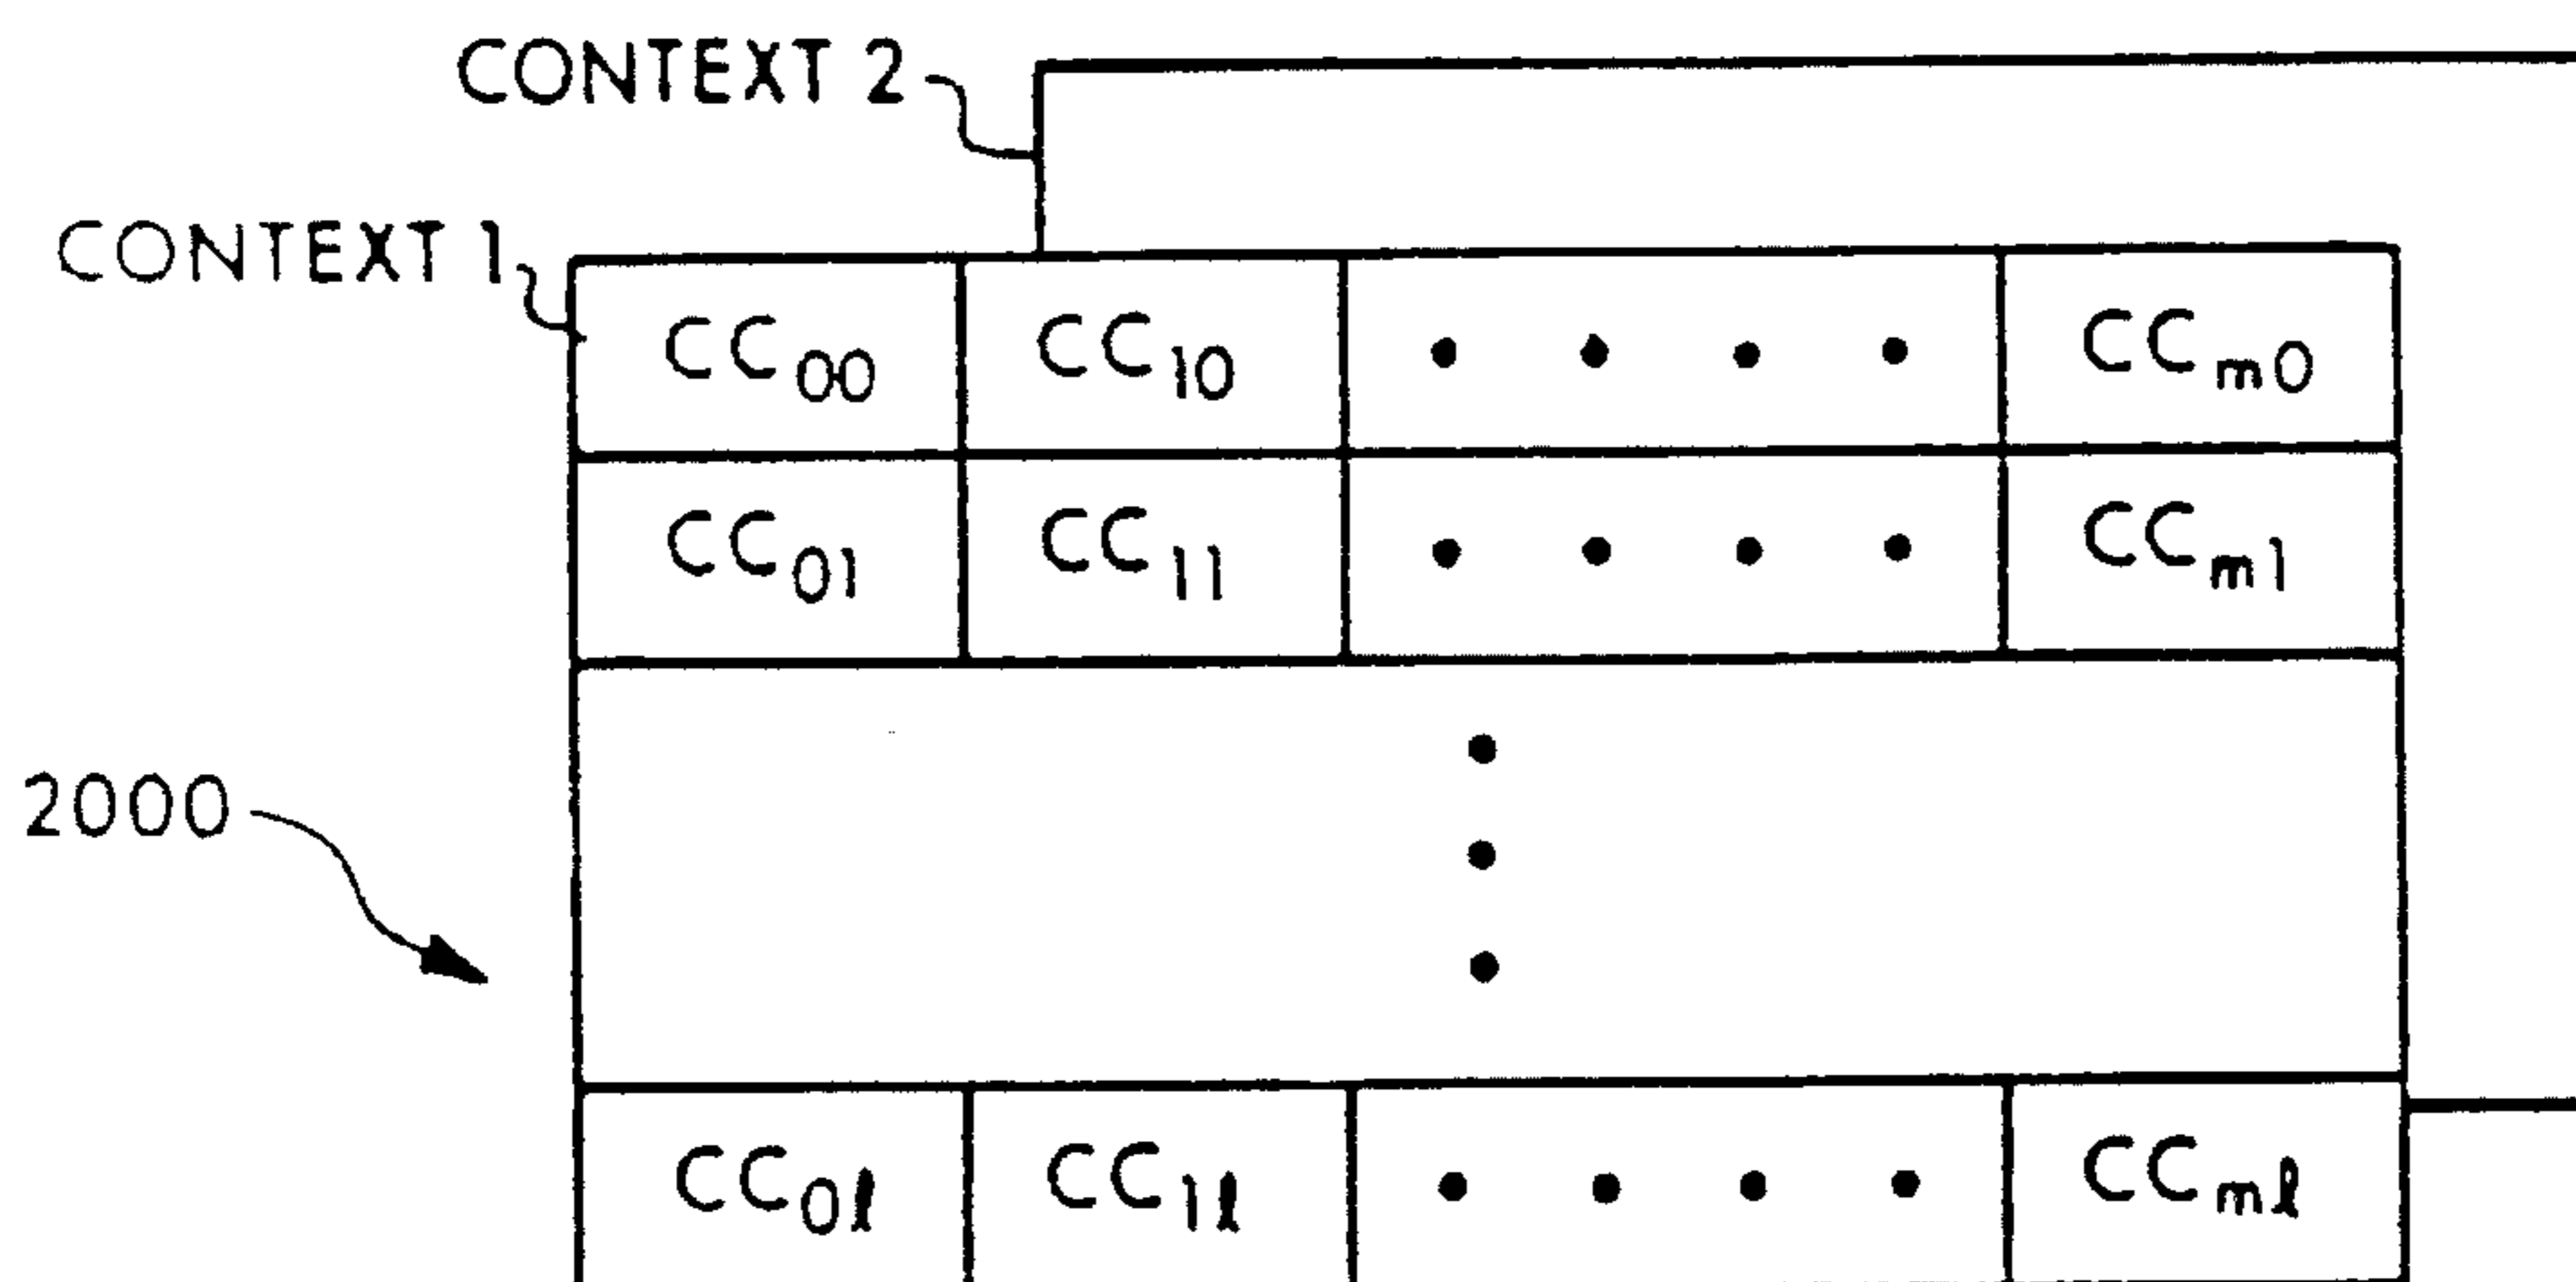 CONTEXT 2
CONTEXT 1
CC₀₀ CC₁₀ • • • • CCₘ₀
CC₀₁ CC₁₁ • • • • CCₘ₁
2000
CC₀ₗ CC₁ₗ • • • • CCₘₗ